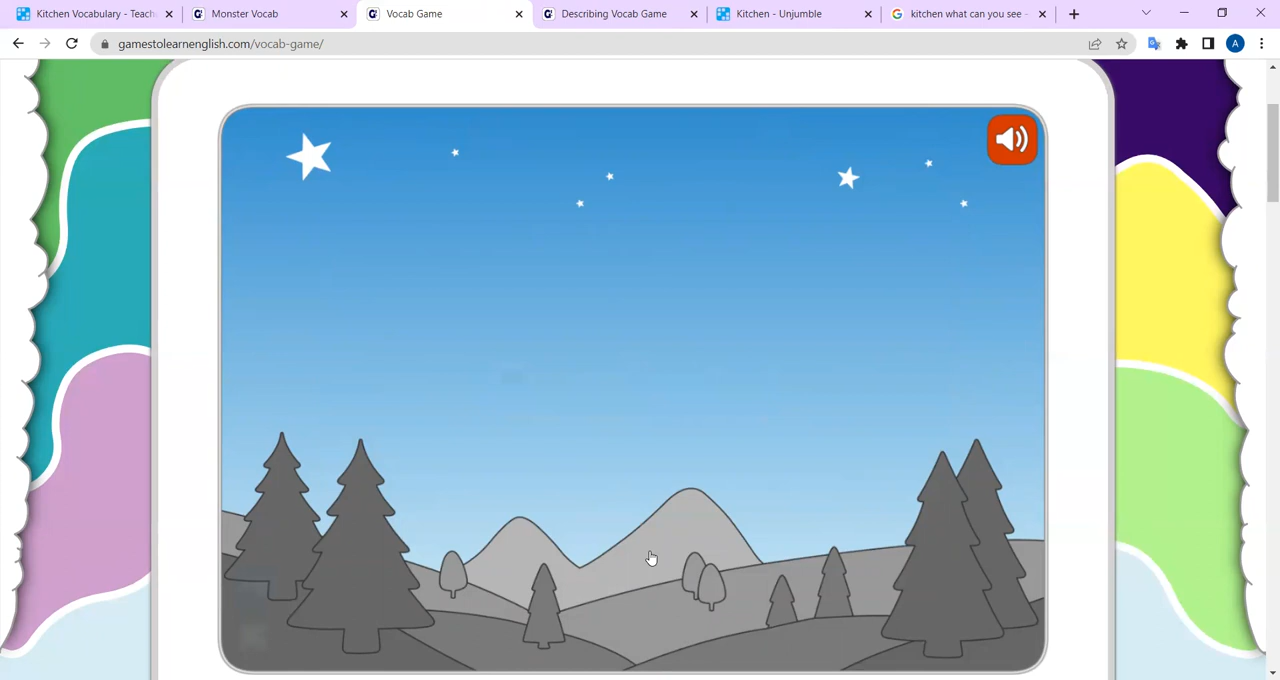 Kitchen Vocabulary - Teach
Monster Vocab
Vocab Game
Describing Vocab Game
Kitchen - Unjumble
kitchen what can you see -
gamestolearnenglish.com/vocab-game/
A